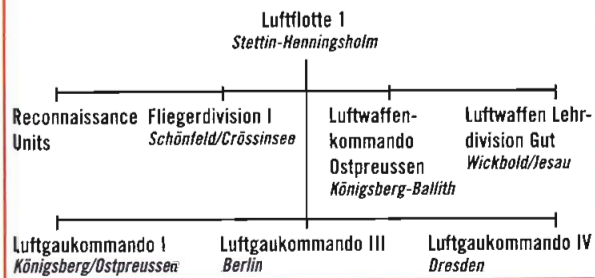 Luftflotte 1
Stettin-Henningsholm
Reconnaissance
Units
Fliegerdivision I
Schönfeld/Crössinsee
Luftwaffen-
kommando
Ostpreussen
Königsberg-Ballith
Luftwaffen Lehr-
division Gut
Wickbold/Jesau
Luftgaukommando I
Königsberg/Ostpreussen
Luftgaukommando III
Berlin
Luftgaukommando IV
Dresden